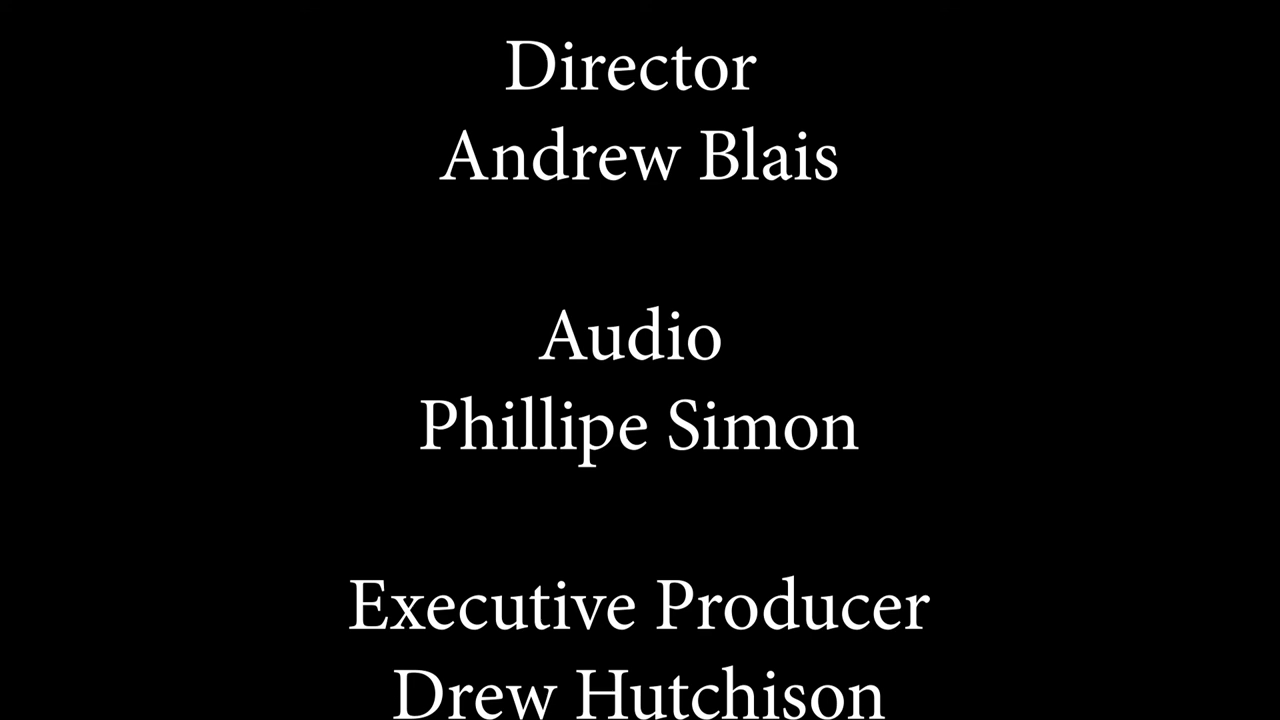 Director
Andrew Blais
Audio
Phillipe Simon
Executive Producer
Drew Hutchison